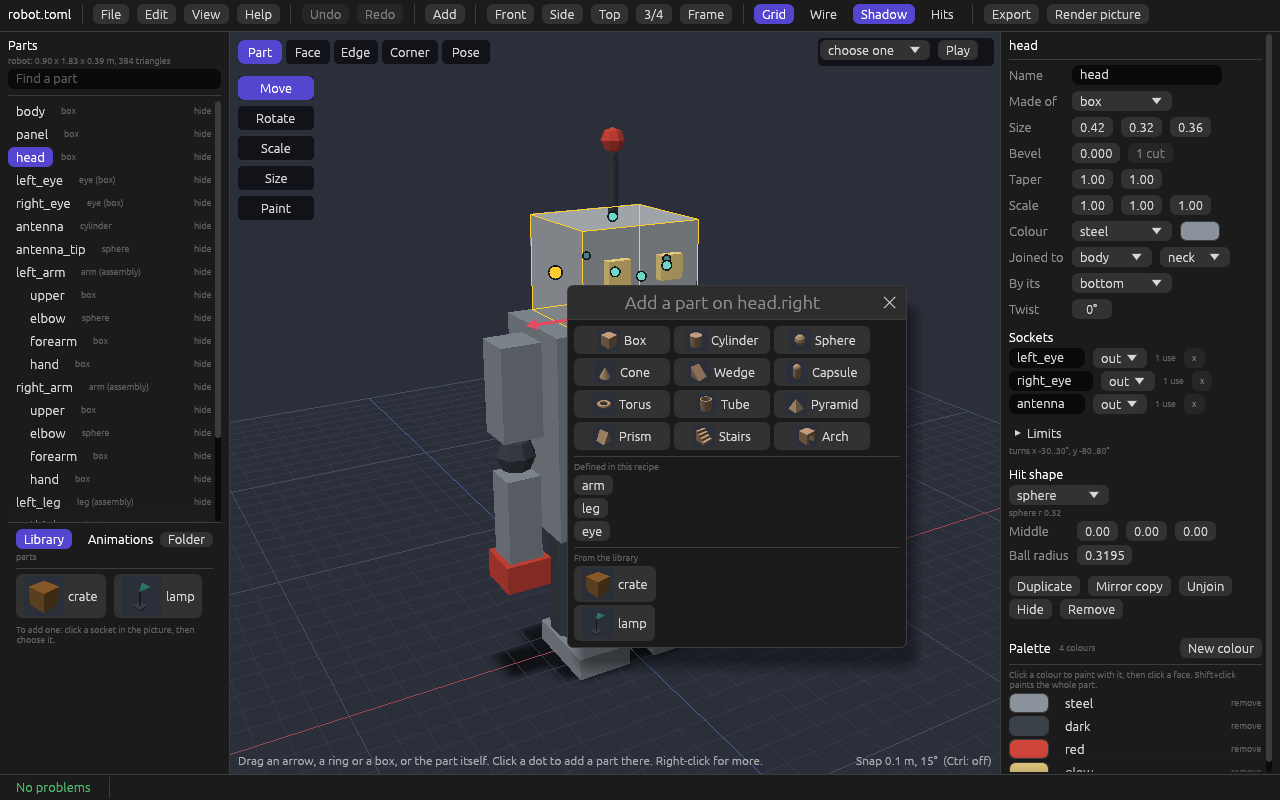 robot.toml File Edit View Help Undo Redo Add Front Side Top 3/4 Frame Grid Wire Shadow Hits Export Render picture
Parts
robot: 0.90 x 1.83 x 0.39 m, 384 triangles
Find a part
body box hide
panel box hide
head box hide
left_eye eye (box) hide
right_eye eye (box) hide
antenna cylinder hide
antenna_tip sphere hide
left_arm arm (assembly) hide
upper box hide
elbow sphere hide
forearm box hide
hand box hide
right_arm arm (assembly) hide
upper box hide
elbow sphere hide
forearm box hide
hand box hide
left_leg leg (assembly) hide
Library Animations Folder
parts
crate lamp
To add one: click a socket in the picture, then
choose it.
Part Face Edge Corner Pose
Move
Rotate
Scale
Size
Paint
choose one Play
Add a part on head.right
Box Cylinder Sphere
Cone Wedge Capsule
Torus Tube Pyramid
Prism Stairs Arch
Defined in this recipe
arm
leg
eye
From the library
crate
lamp
Drag an arrow, a ring or a box, or the part itself. Click a dot to add a part there. Right-click for more.
Snap 0.1 m, 15° (Ctrl: off)
head
Name head
Made of box
Size 0.42 0.32 0.36
Bevel 0.000 1 cut
Taper 1.00 1.00
Scale 1.00 1.00 1.00
Colour steel
Joined to body neck
By its bottom
Twist 0°
Sockets
left_eye out 1 use x
right_eye out 1 use x
antenna out 1 use x
Limits
turns x -30..30°, y -80..80°
Hit shape
sphere
sphere r 0.32
Middle 0.00 0.00 0.00
Ball radius 0.3195
Duplicate Mirror copy Unjoin
Hide Remove
Palette 4 colours New colour
Click a colour to paint with it, then click a face. Shift+click
paints the whole part.
steel remove
dark remove
red remove
No problems